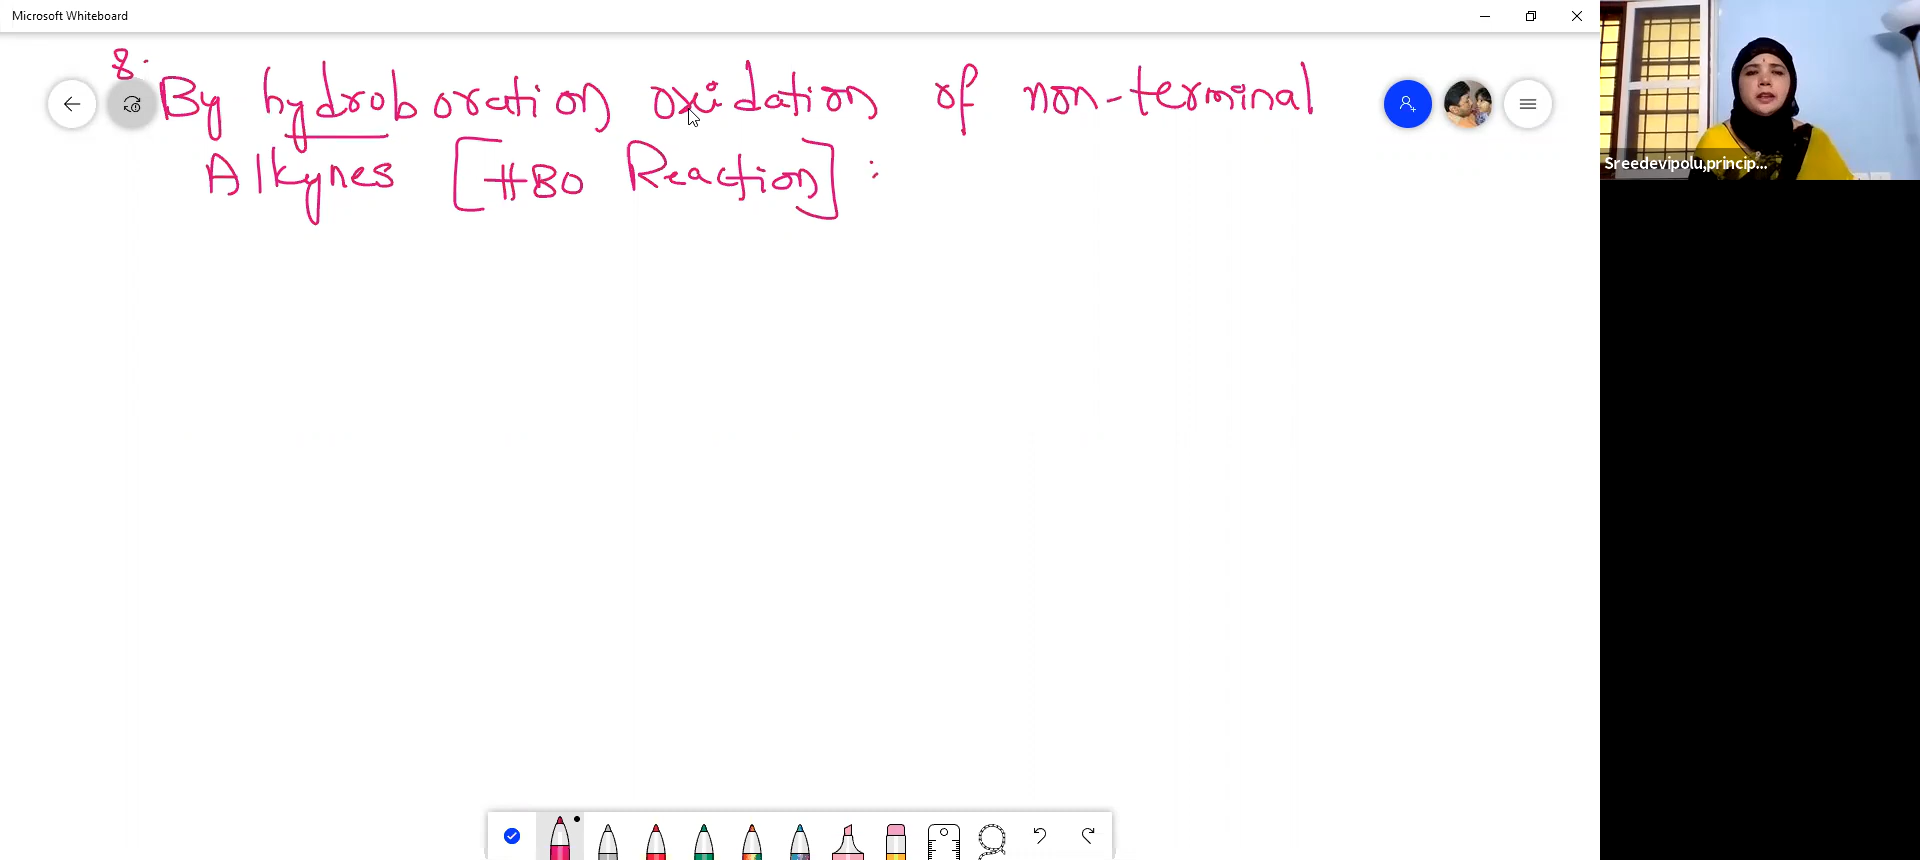 Microsoft Whiteboard
8.
By hydroboration oxidation of non-terminal
Alkynes [HBO Reaction] :
Sreedevipolu,princip...